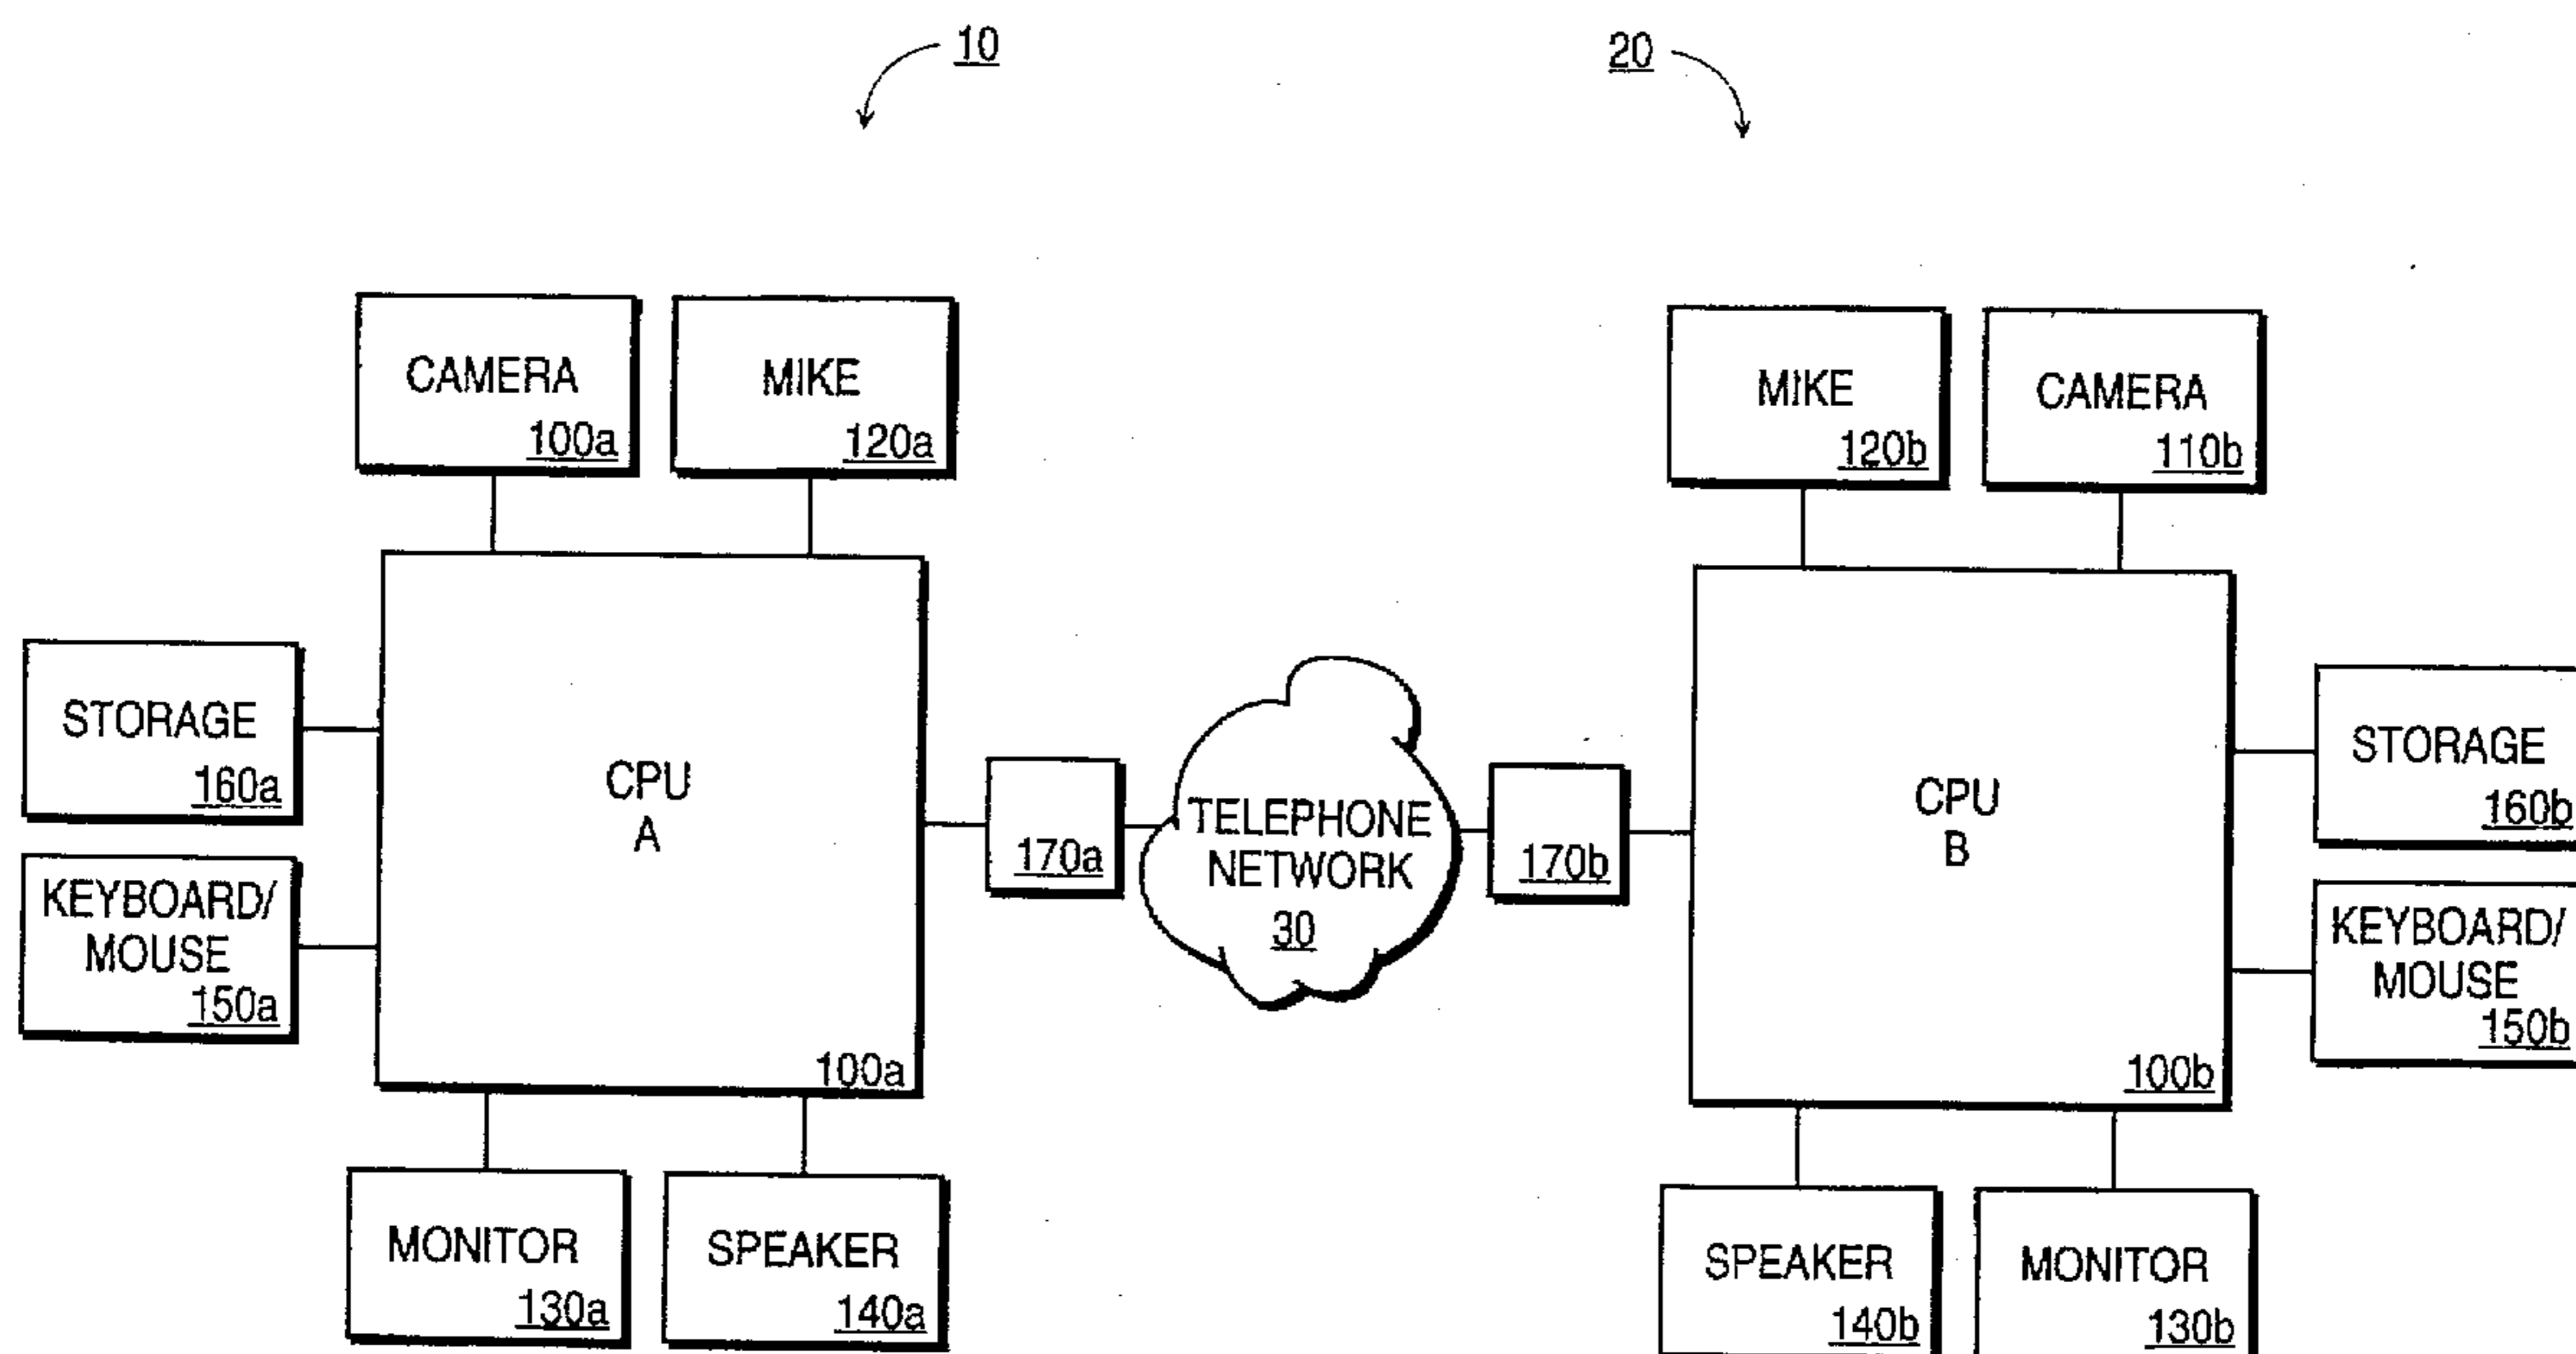 10
20
CAMERA
100a
MIKE
120a
MIKE
120b
CAMERA
110b
STORAGE
160a
KEYBOARD/
MOUSE
150a
CPU
A
100a
170a
TELEPHONE
NETWORK
30
170b
CPU
B
100b
STORAGE
160b
KEYBOARD/
MOUSE
150b
MONITOR
130a
SPEAKER
140a
SPEAKER
140b
MONITOR
130b